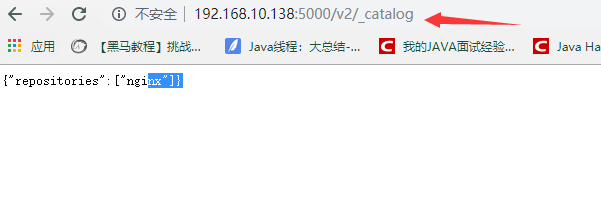 不安全 | 192.168.10.138:5000/v2/_catalog
应用 【黑马教程】挑战... Java线程：大总结-... 我的JAVA面试经验... Java Ha
{"repositories":["nginx"]}